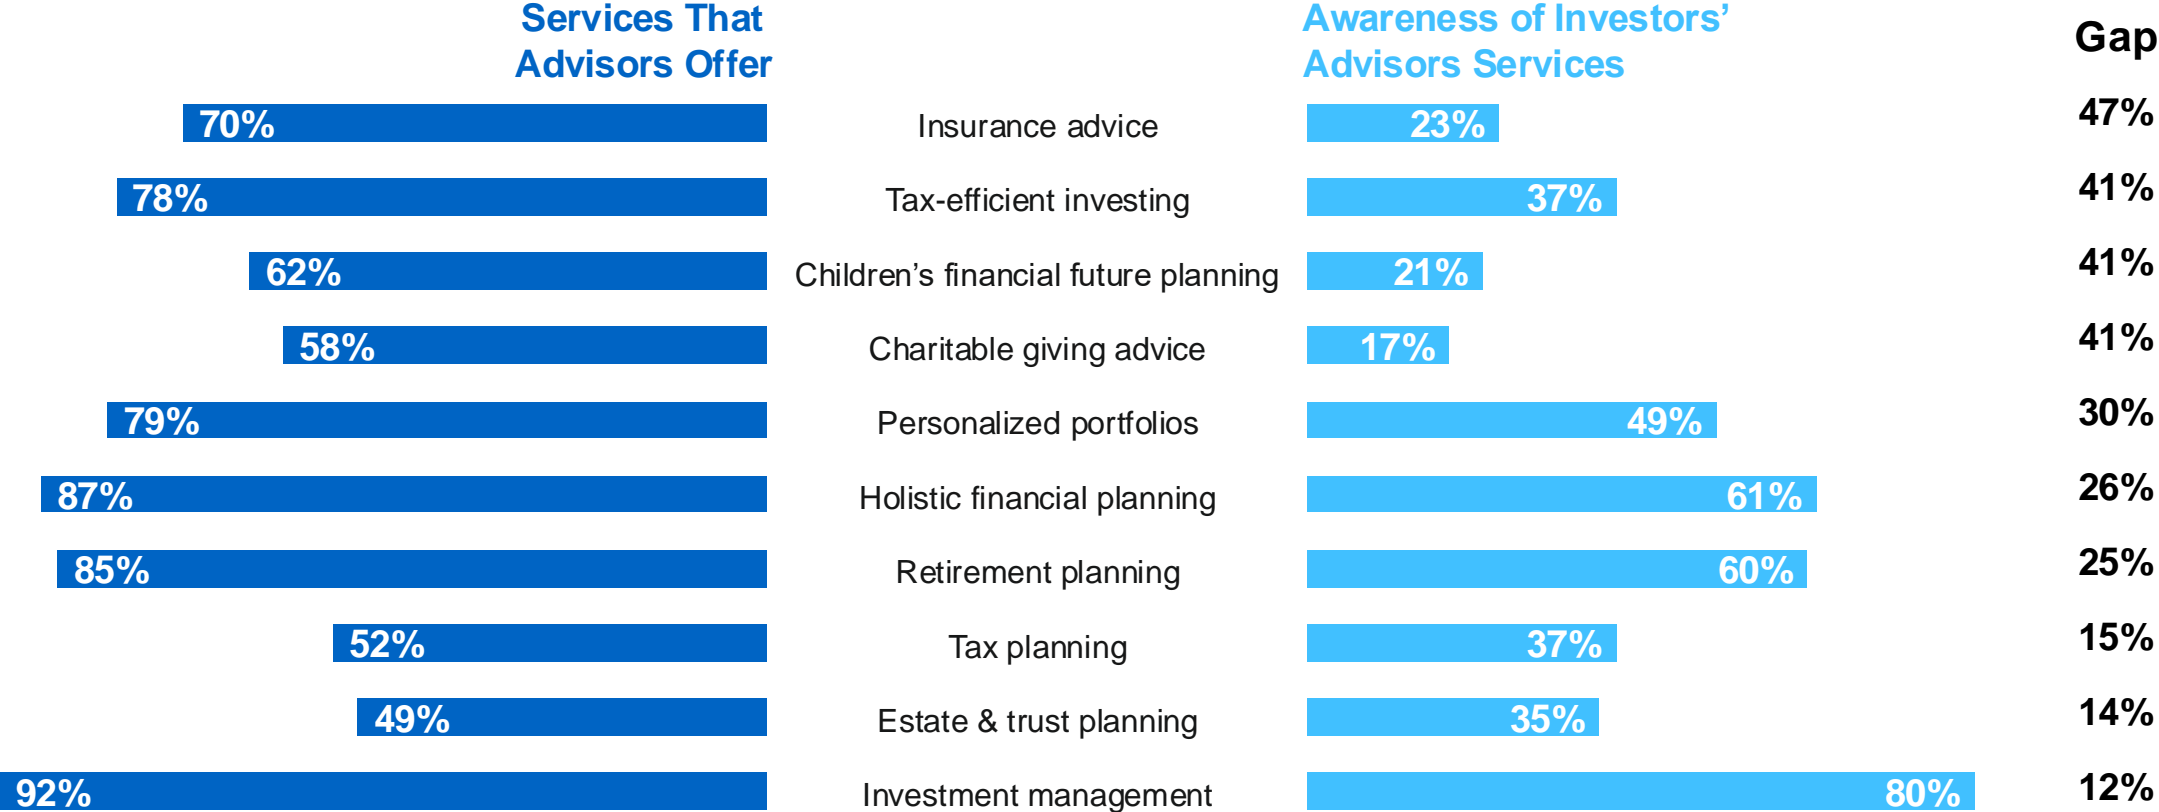 Services That
Advisors Offer
Awareness of Investors’
Advisors Services
Gap
70% Insurance advice 23% 47%
78% Tax-efficient investing 37% 41%
62% Children’s financial future planning 21% 41%
58% Charitable giving advice 17% 41%
79% Personalized portfolios 49% 30%
87% Holistic financial planning 61% 26%
85% Retirement planning 60% 25%
52% Tax planning 37% 15%
49% Estate & trust planning 35% 14%
92% Investment management 80% 12%